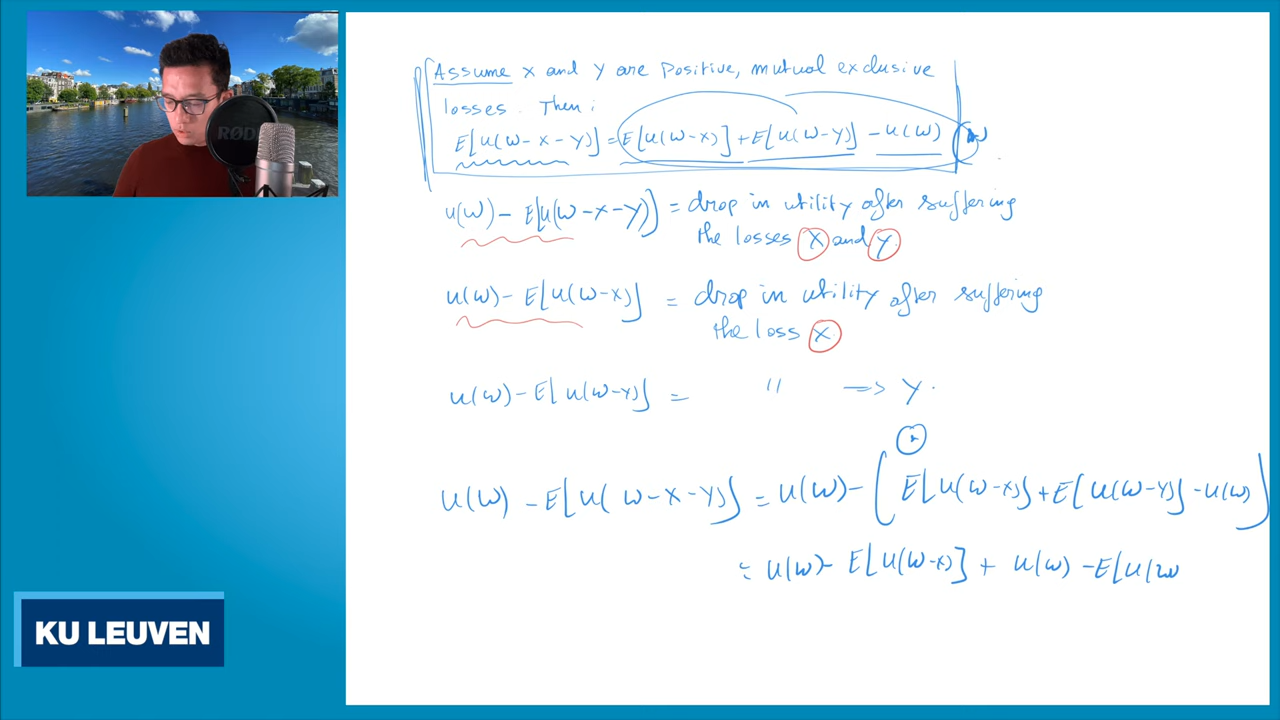 RØDE
Assume X and Y are positive, mutual exclusive
losses. Then :
E[u(w-X-Y)] = E[u(w-X)] + E[u(w-Y)] - u(w)
u(w) - E[u(w-X-Y)] = drop in utility after suffering
the losses X and Y.
u(w) - E[u(w-X)] = drop in utility after suffering
the loss X.
u(w) - E[u(w-Y)] = " => Y.
u(w) - E[u(w-X-Y)] = u(w) - (E[u(w-X)] + E[u(w-Y)] - u(w))
= u(w) - E[u(w-X)] + u(w) - E[u(w
KU LEUVEN